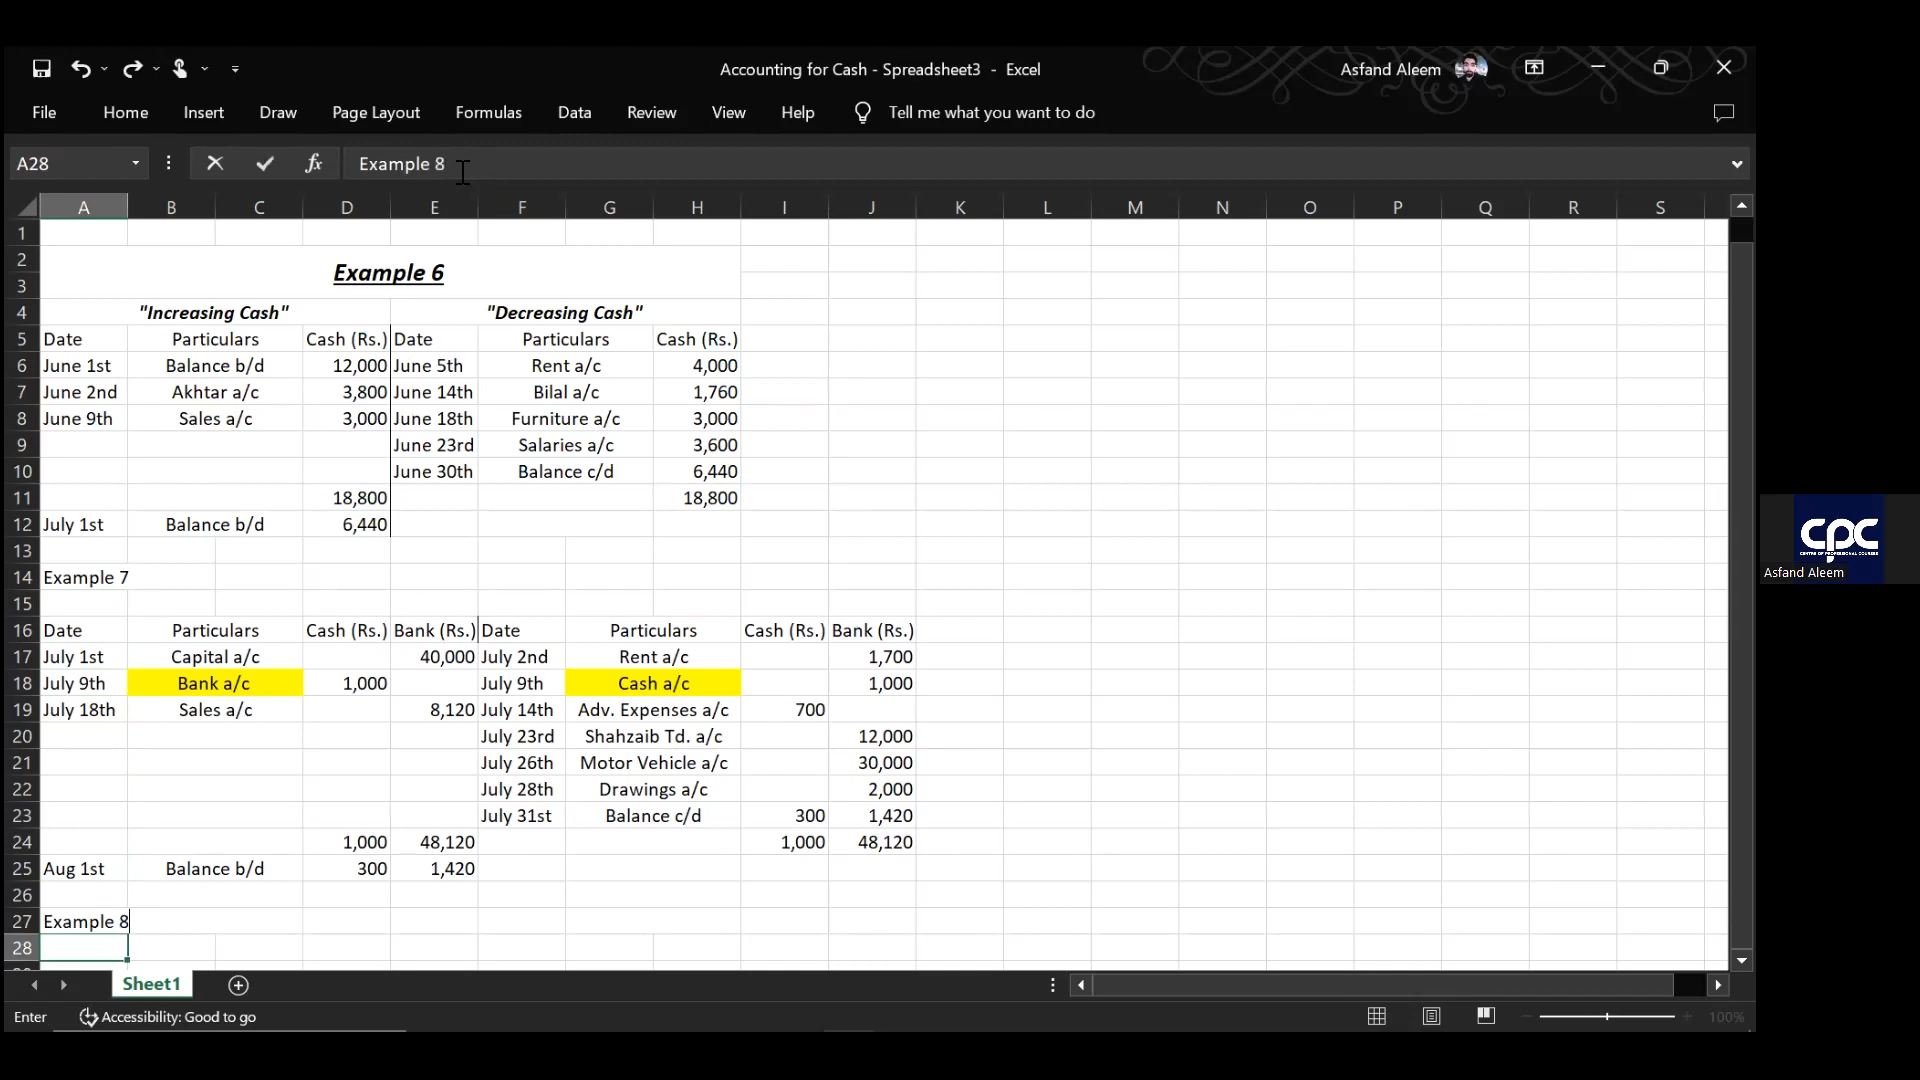 Accounting for Cash - Spreadsheet3 - Excel Asfand Aleem
File Home Insert Draw Page Layout Formulas Data Review View Help Tell me what you want to do
A28 fx Example 8
A B C D E F G H I J K L M N O P Q R S
1
2
Example 6
3
4 "Increasing Cash" "Decreasing Cash"
5 Date Particulars Cash (Rs.) Date Particulars Cash (Rs.)
6 June 1st Balance b/d 12,000 June 5th Rent a/c 4,000
7 June 2nd Akhtar a/c 3,800 June 14th Bilal a/c 1,760
8 June 9th Sales a/c 3,000 June 18th Furniture a/c 3,000
9 June 23rd Salaries a/c 3,600
10 June 30th Balance c/d 6,440
11 18,800 18,800
12 July 1st Balance b/d 6,440
13
14 Example 7
15
16 Date Particulars Cash (Rs.) Bank (Rs.) Date Particulars Cash (Rs.) Bank (Rs.)
17 July 1st Capital a/c 40,000 July 2nd Rent a/c 1,700
18 July 9th Bank a/c 1,000 July 9th Cash a/c 1,000
19 July 18th Sales a/c 8,120 July 14th Adv. Expenses a/c 700
20 July 23rd Shahzaib Td. a/c 12,000
21 July 26th Motor Vehicle a/c 30,000
22 July 28th Drawings a/c 2,000
23 July 31st Balance c/d 300 1,420
24 1,000 48,120 1,000 48,120
25 Aug 1st Balance b/d 300 1,420
26
27 Example 8
28
Sheet1
Enter Accessibility: Good to go 100%
cpc
CENTRE OF PROFESSIONAL COURSES
Asfand Aleem